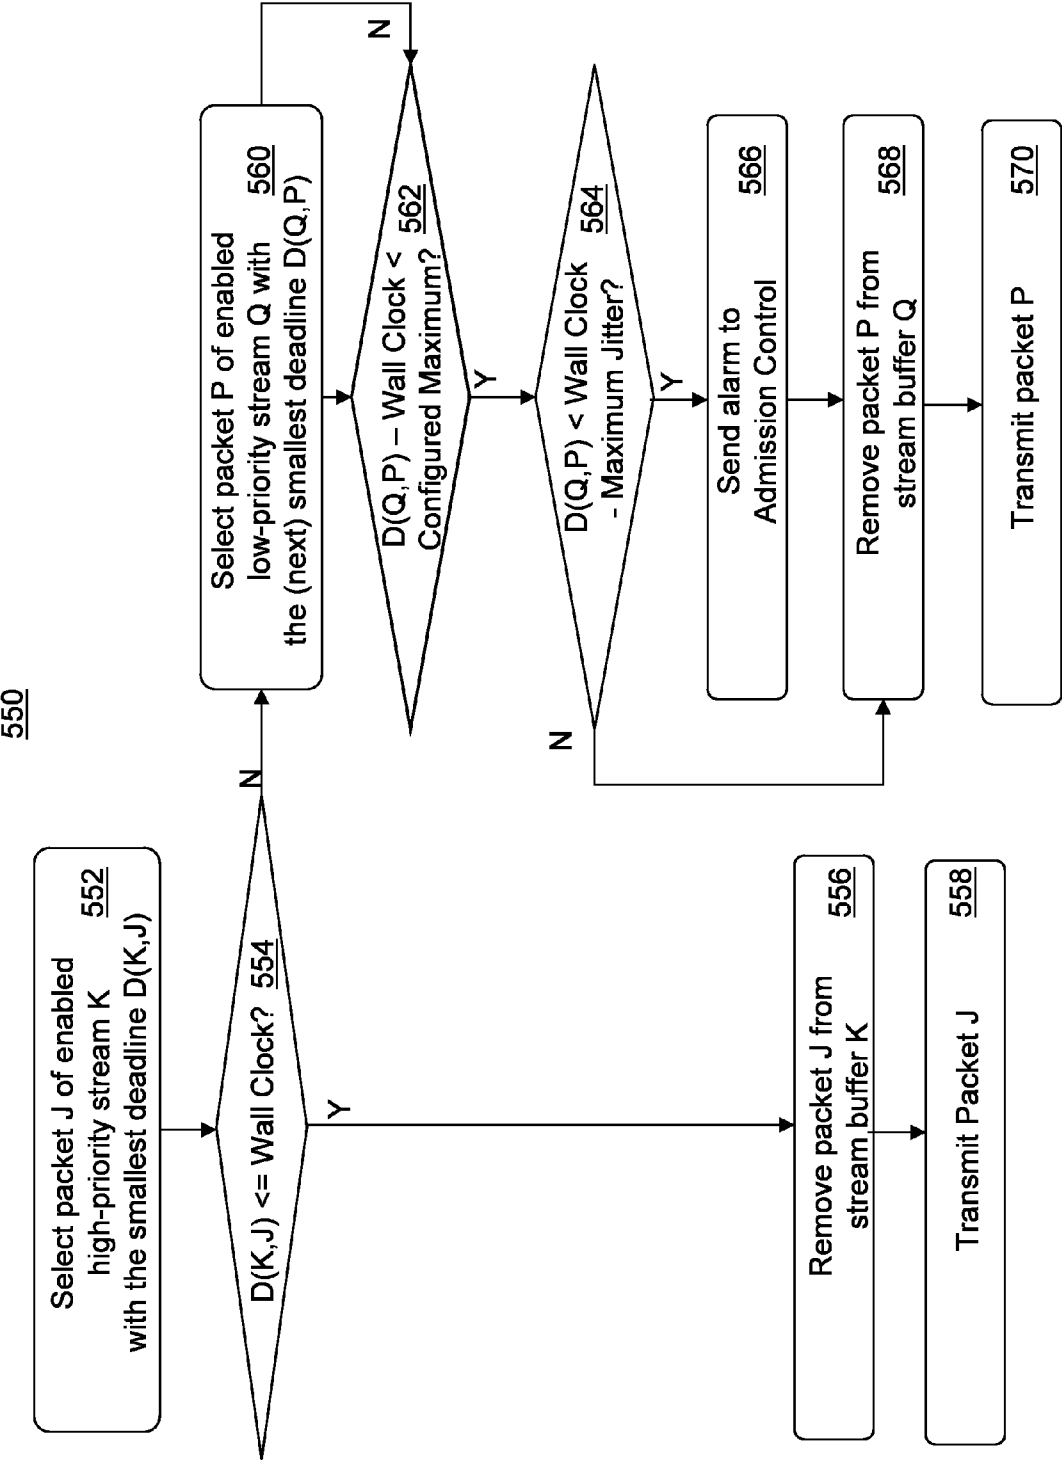 550
Select packet J of enabled
high-priority stream K 552
with the smallest deadline D(K,J)
D(K,J) <= Wall Clock? 554
N
Y
Remove packet J from 556
stream buffer K
Transmit Packet J 558
Select packet P of enabled
low-priority stream Q with 560
the (next) smallest deadline D(Q,P)
N
D(Q,P) – Wall Clock < 562
Configured Maximum?
Y
D(Q,P) < Wall Clock 564
- Maximum Jitter?
N
Y
Send alarm to 566
Admission Control
Remove packet P from 568
stream buffer Q
Transmit packet P 570